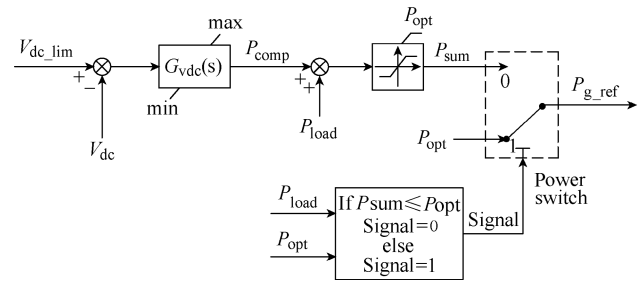 max
P_opt
V_dc_lim
G_vdc(s)
P_comp
P_sum
0
P_g_ref
+
−
+
+
min
V_dc
P_load
P_opt
1
Power
switch
P_load
P_opt
If Psum≤Popt
Signal=0
else
Signal=1
Signal